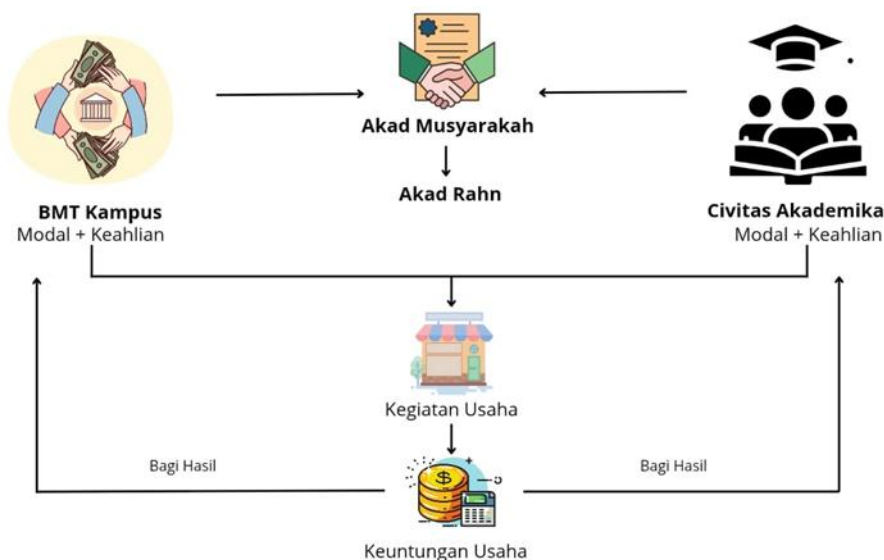 Akad Musyarakah
Akad Rahn
BMT Kampus
Modal + Keahlian
Civitas Akademika
Modal + Keahlian
Kegiatan Usaha
Bagi Hasil
Bagi Hasil
$
Keuntungan Usaha